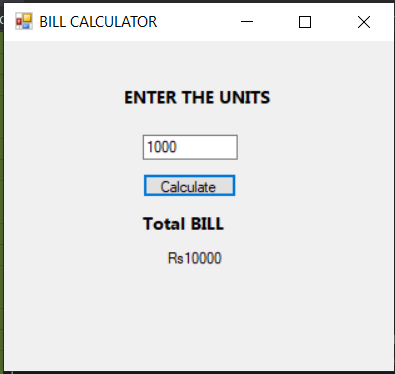 BILL CALCULATOR
ENTER THE UNITS
1000
Calculate
Total BILL
Rs10000